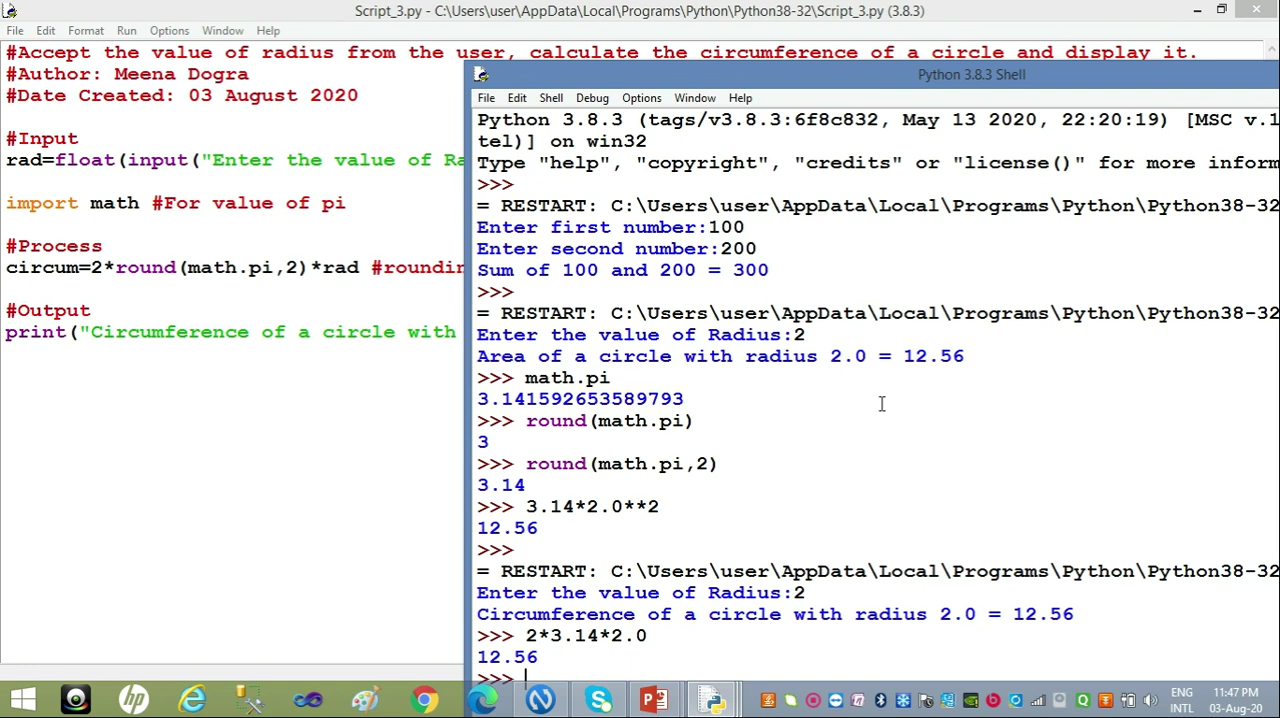 Script_3.py - C:\Users\user\AppData\Local\Programs\Python\Python38-32\Script_3.py (3.8.3)
File Edit Format Run Options Window Help
#Accept the value of radius from the user, calculate the circumference of a circle and display it.
#Author: Meena Dogra
#Date Created: 03 August 2020
#Input
rad=float(input("Enter the value of Ra
import math #For value of pi
#Process
circum=2*round(math.pi,2)*rad #roundin
#Output
print("Circumference of a circle with
Python 3.8.3 Shell
File Edit Shell Debug Options Window Help
Python 3.8.3 (tags/v3.8.3:6f8c832, May 13 2020, 22:20:19) [MSC v.1
tel)] on win32
Type "help", "copyright", "credits" or "license()" for more inform
>>>
= RESTART: C:\Users\user\AppData\Local\Programs\Python\Python38-32
Enter first number:100
Enter second number:200
Sum of 100 and 200 = 300
>>>
= RESTART: C:\Users\user\AppData\Local\Programs\Python\Python38-32
Enter the value of Radius:2
Area of a circle with radius 2.0 = 12.56
>>> math.pi
3.141592653589793
>>> round(math.pi)
3
>>> round(math.pi,2)
3.14
>>> 3.14*2.0**2
12.56
>>>
= RESTART: C:\Users\user\AppData\Local\Programs\Python\Python38-32
Enter the value of Radius:2
Circumference of a circle with radius 2.0 = 12.56
>>> 2*3.14*2.0
12.56
>>>
ENG 11:47 PM
INTL 03-Aug-20